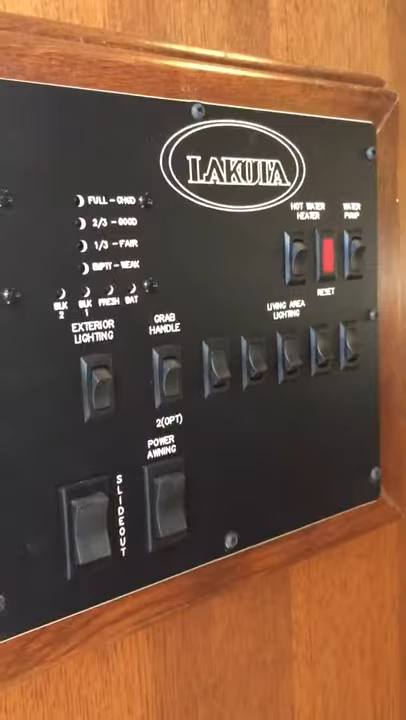 LAKOTA
FULL-CHGD
2/3-GOOD
1/3-FAIR
EMPTY-WEAK
BLK 2
BLK 1
FRESH
BAT
HOT WATER
HEATER
WATER
PUMP
RESET
EXTERIOR
LIGHTING
GRAB
HANDLE
LIVING AREA
LIGHTING
2(OPT)
POWER
AWNING
SLIDEOUT